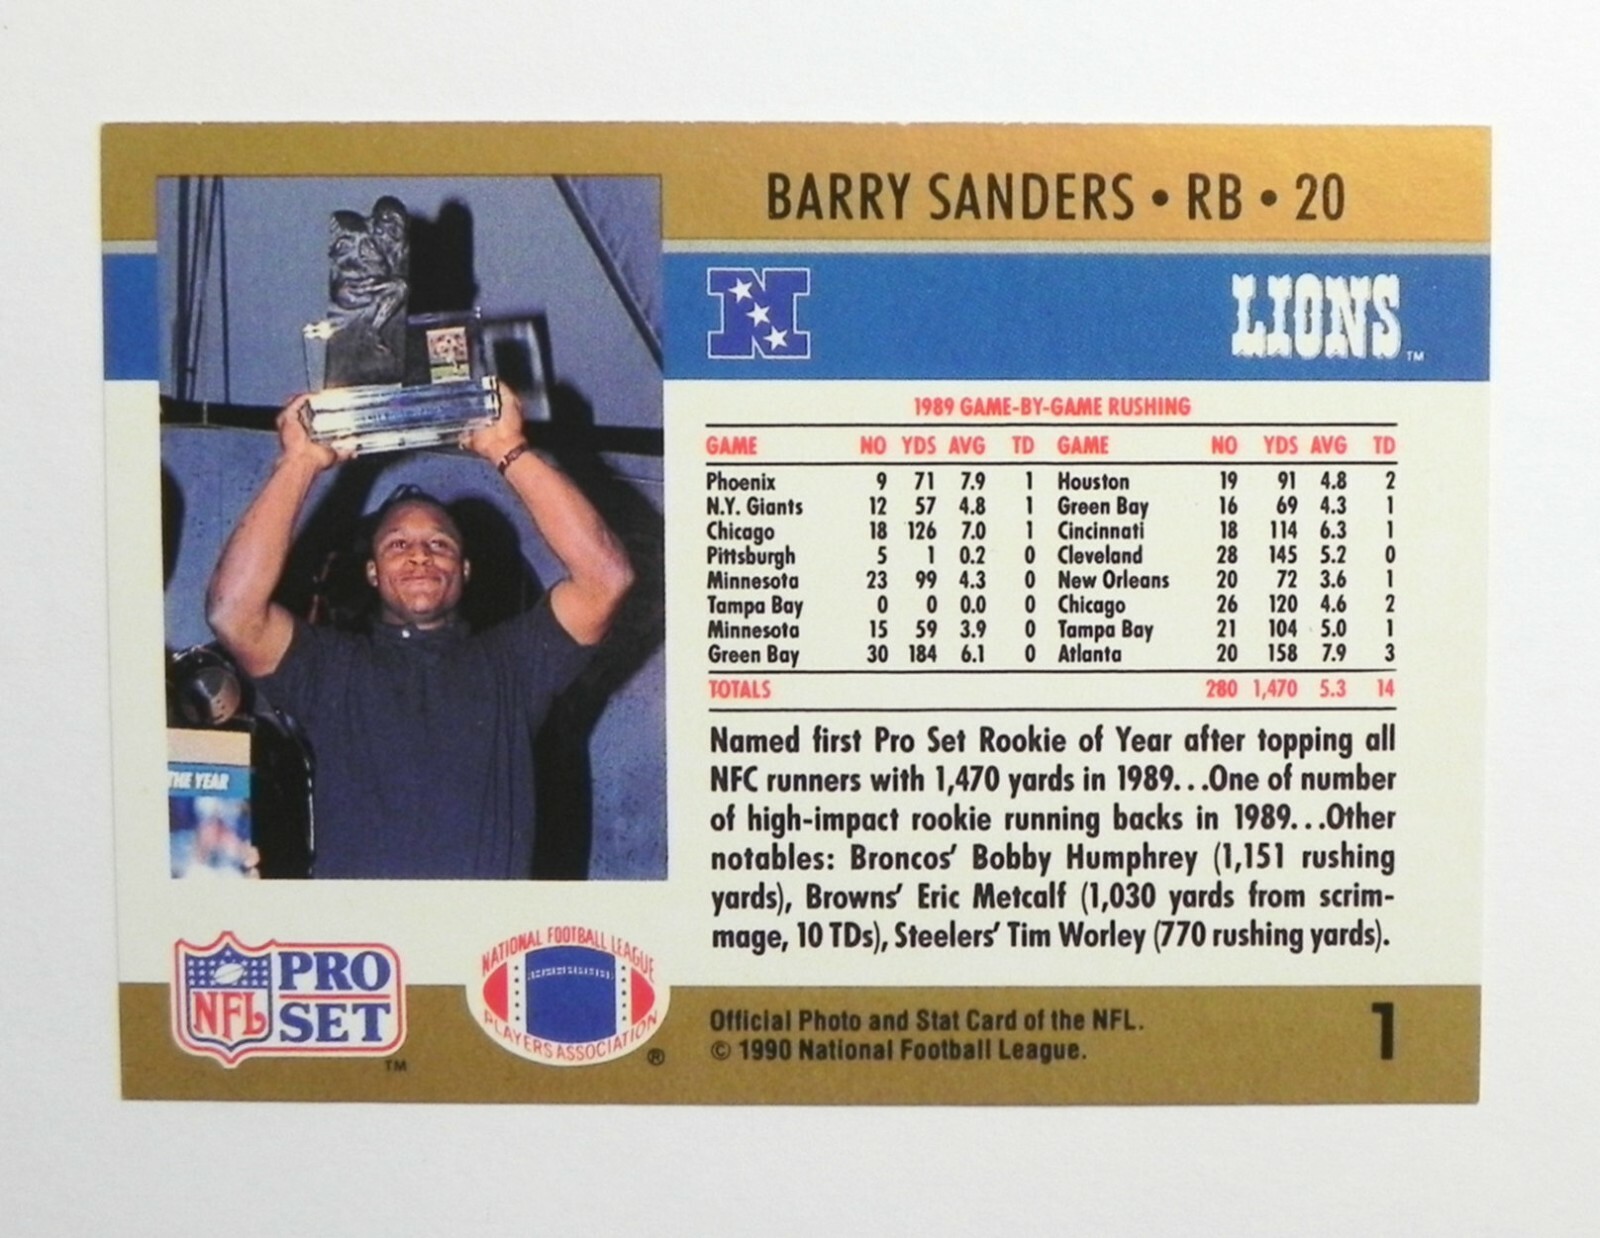 BARRY SANDERS • RB • 20
N
LIONS™
1989 GAME-BY-GAME RUSHING
GAME NO YDS AVG TD GAME NO YDS AVG TD
Phoenix 9 71 7.9 1 Houston 19 91 4.8 2
N.Y. Giants 12 57 4.8 1 Green Bay 16 69 4.3 1
Chicago 18 126 7.0 1 Cincinnati 18 114 6.3 1
Pittsburgh 5 1 0.2 0 Cleveland 28 145 5.2 0
Minnesota 23 99 4.3 0 New Orleans 20 72 3.6 1
Tampa Bay 0 0 0.0 0 Chicago 26 120 4.6 2
Minnesota 15 59 3.9 0 Tampa Bay 21 104 5.0 1
Green Bay 30 184 6.1 0 Atlanta 20 158 7.9 3
TOTALS 280 1,470 5.3 14
Named first Pro Set Rookie of Year after topping all
NFC runners with 1,470 yards in 1989...One of number
of high-impact rookie running backs in 1989...Other
notables: Broncos' Bobby Humphrey (1,151 rushing
yards), Browns' Eric Metcalf (1,030 yards from scrim-
mage, 10 TDs), Steelers' Tim Worley (770 rushing yards).
THE YEAR
NFL PRO
SET™
NATIONAL FOOTBALL LEAGUE
PLAYERS ASSOCIATION®
Official Photo and Stat Card of the NFL.
© 1990 National Football League.
1